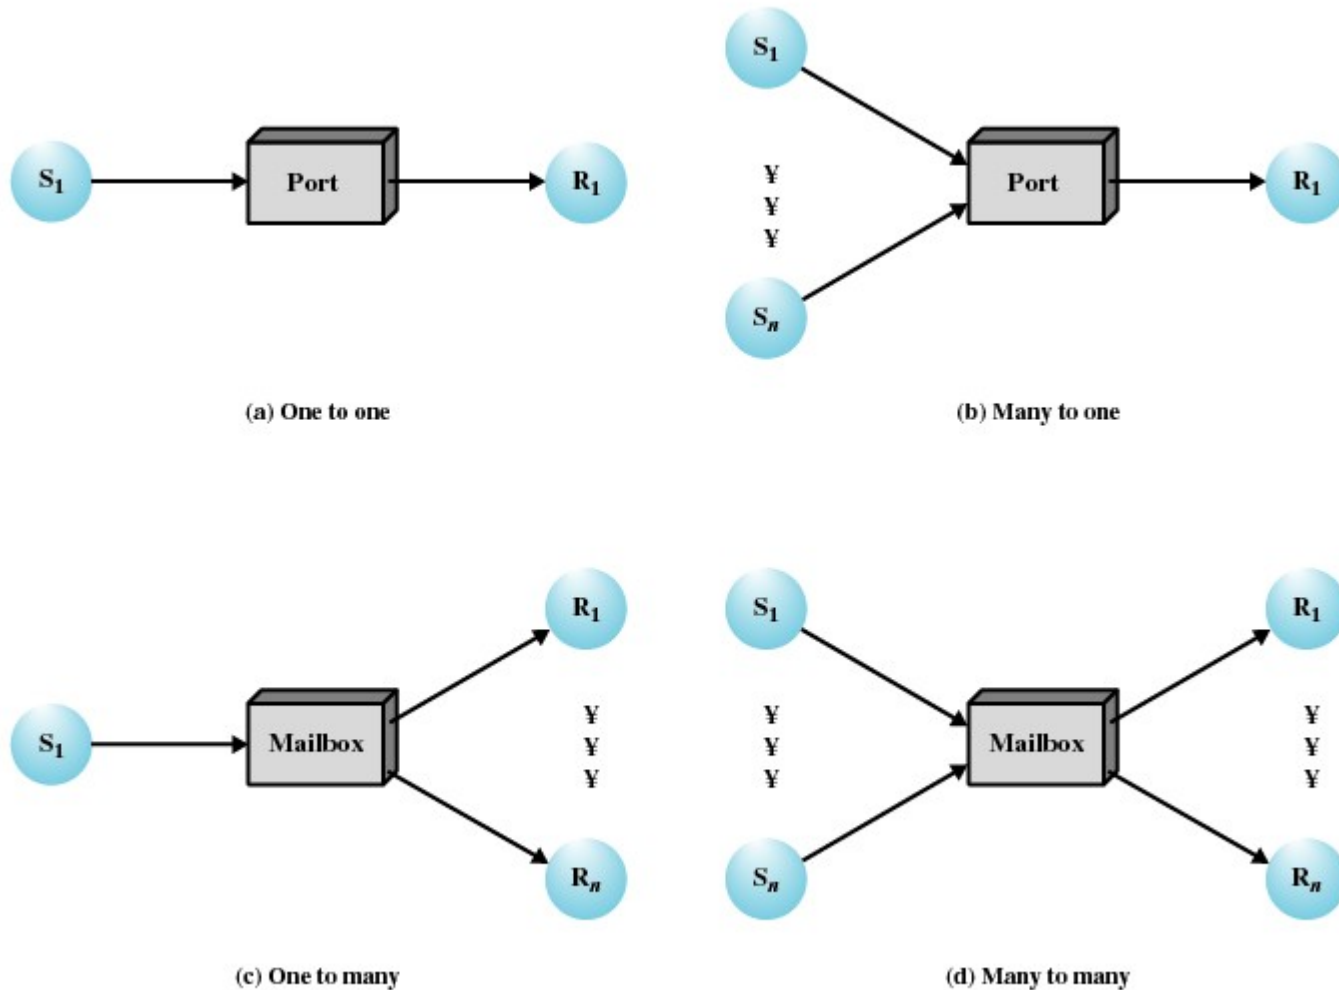 S1
Port
R1
(a) One to one
S1
¥
¥
¥
Sn
Port
R1
(b) Many to one
S1
Mailbox
R1
¥
¥
¥
Rn
(c) One to many
S1
¥
¥
¥
Sn
Mailbox
R1
¥
¥
¥
Rn
(d) Many to many